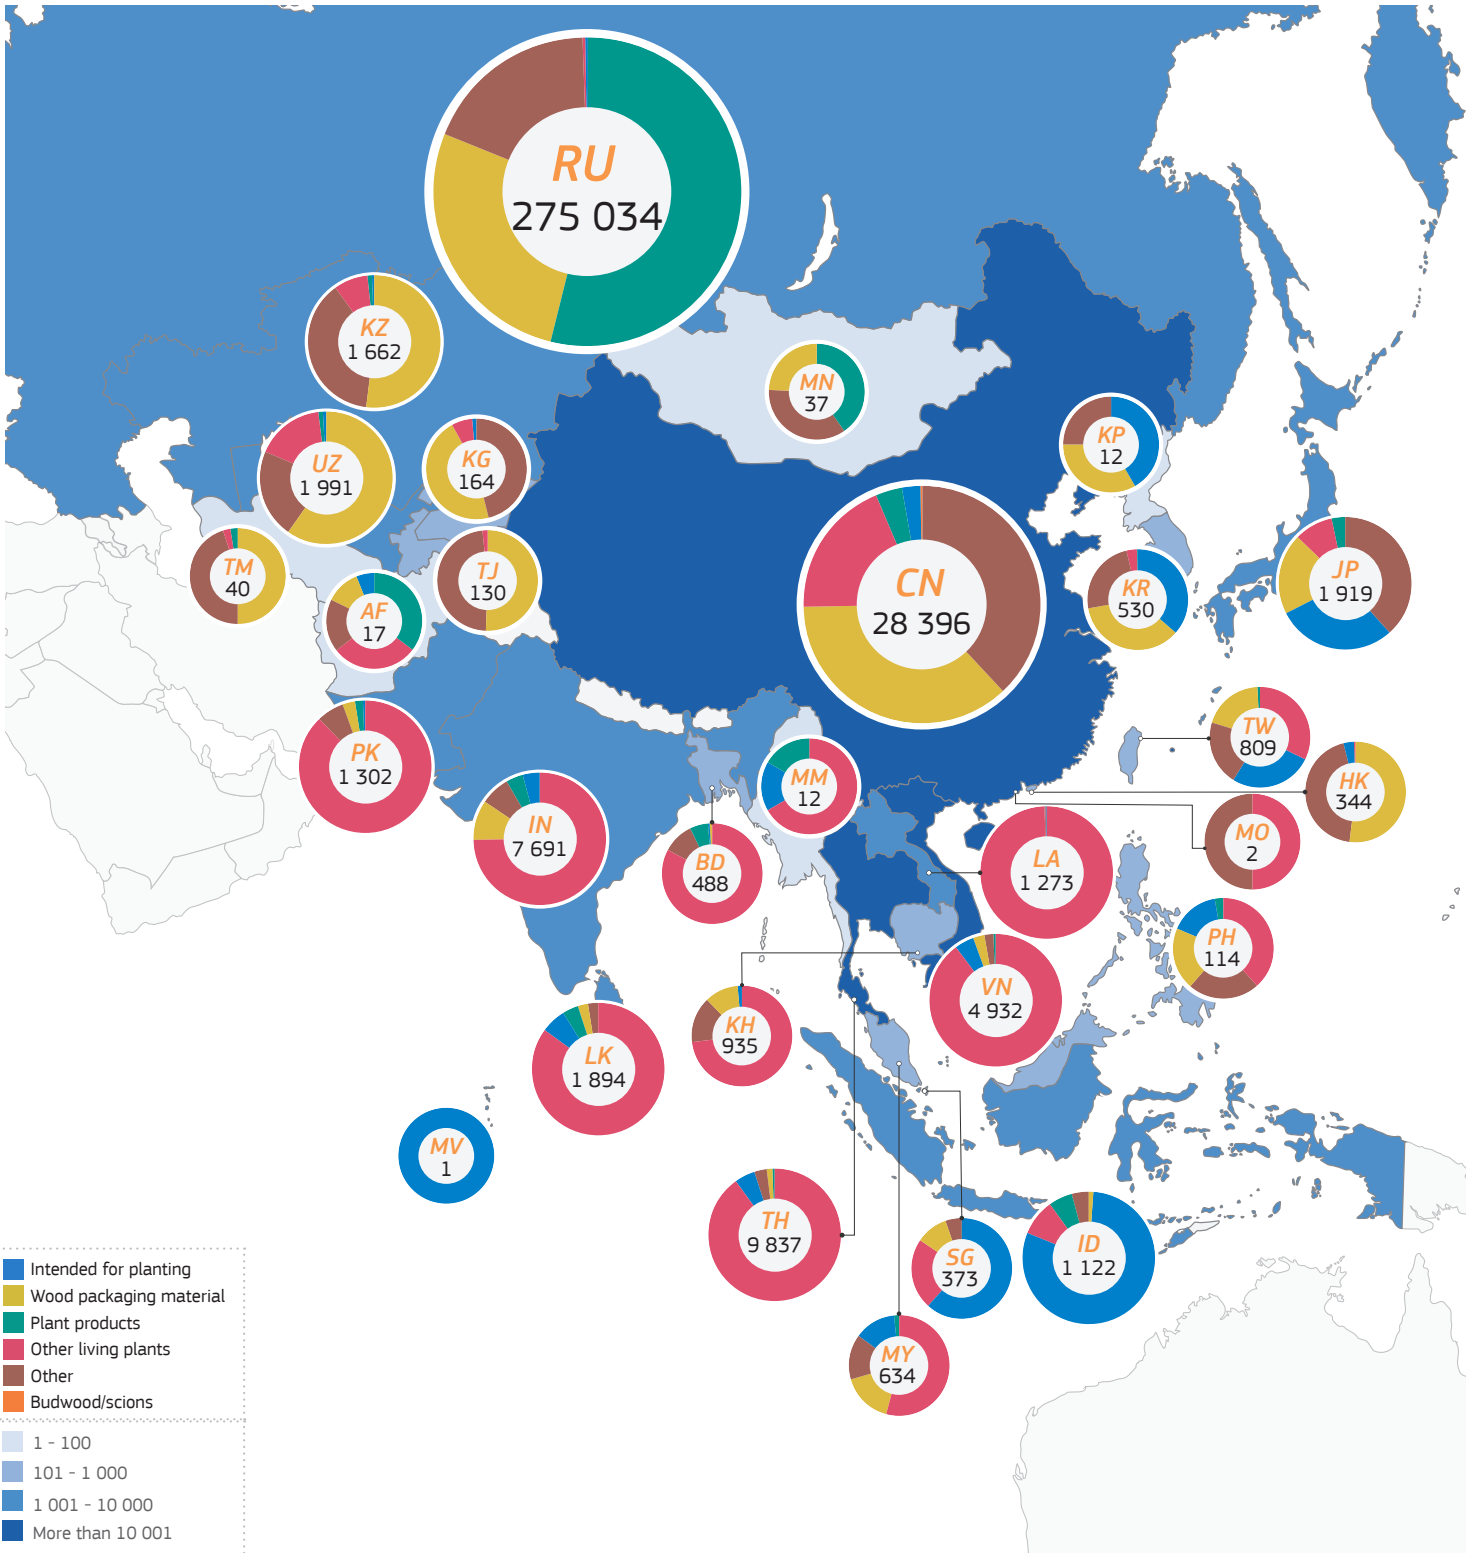 RU
275 034
KZ
1 662
MN
37
KP
12
UZ
1 991
KG
164
TM
40
AF
17
TJ
130
CN
28 396
KR
530
JP
1 919
PK
1 302
IN
7 691
MM
12
TW
809
HK
344
BD
488
LA
1 273
MO
2
PH
114
VN
4 932
KH
935
LK
1 894
MV
1
TH
9 837
SG
373
ID
1 122
MY
634
Intended for planting
Wood packaging material
Plant products
Other living plants
Other
Budwood/scions
1 - 100
101 - 1 000
1 001 - 10 000
More than 10 001